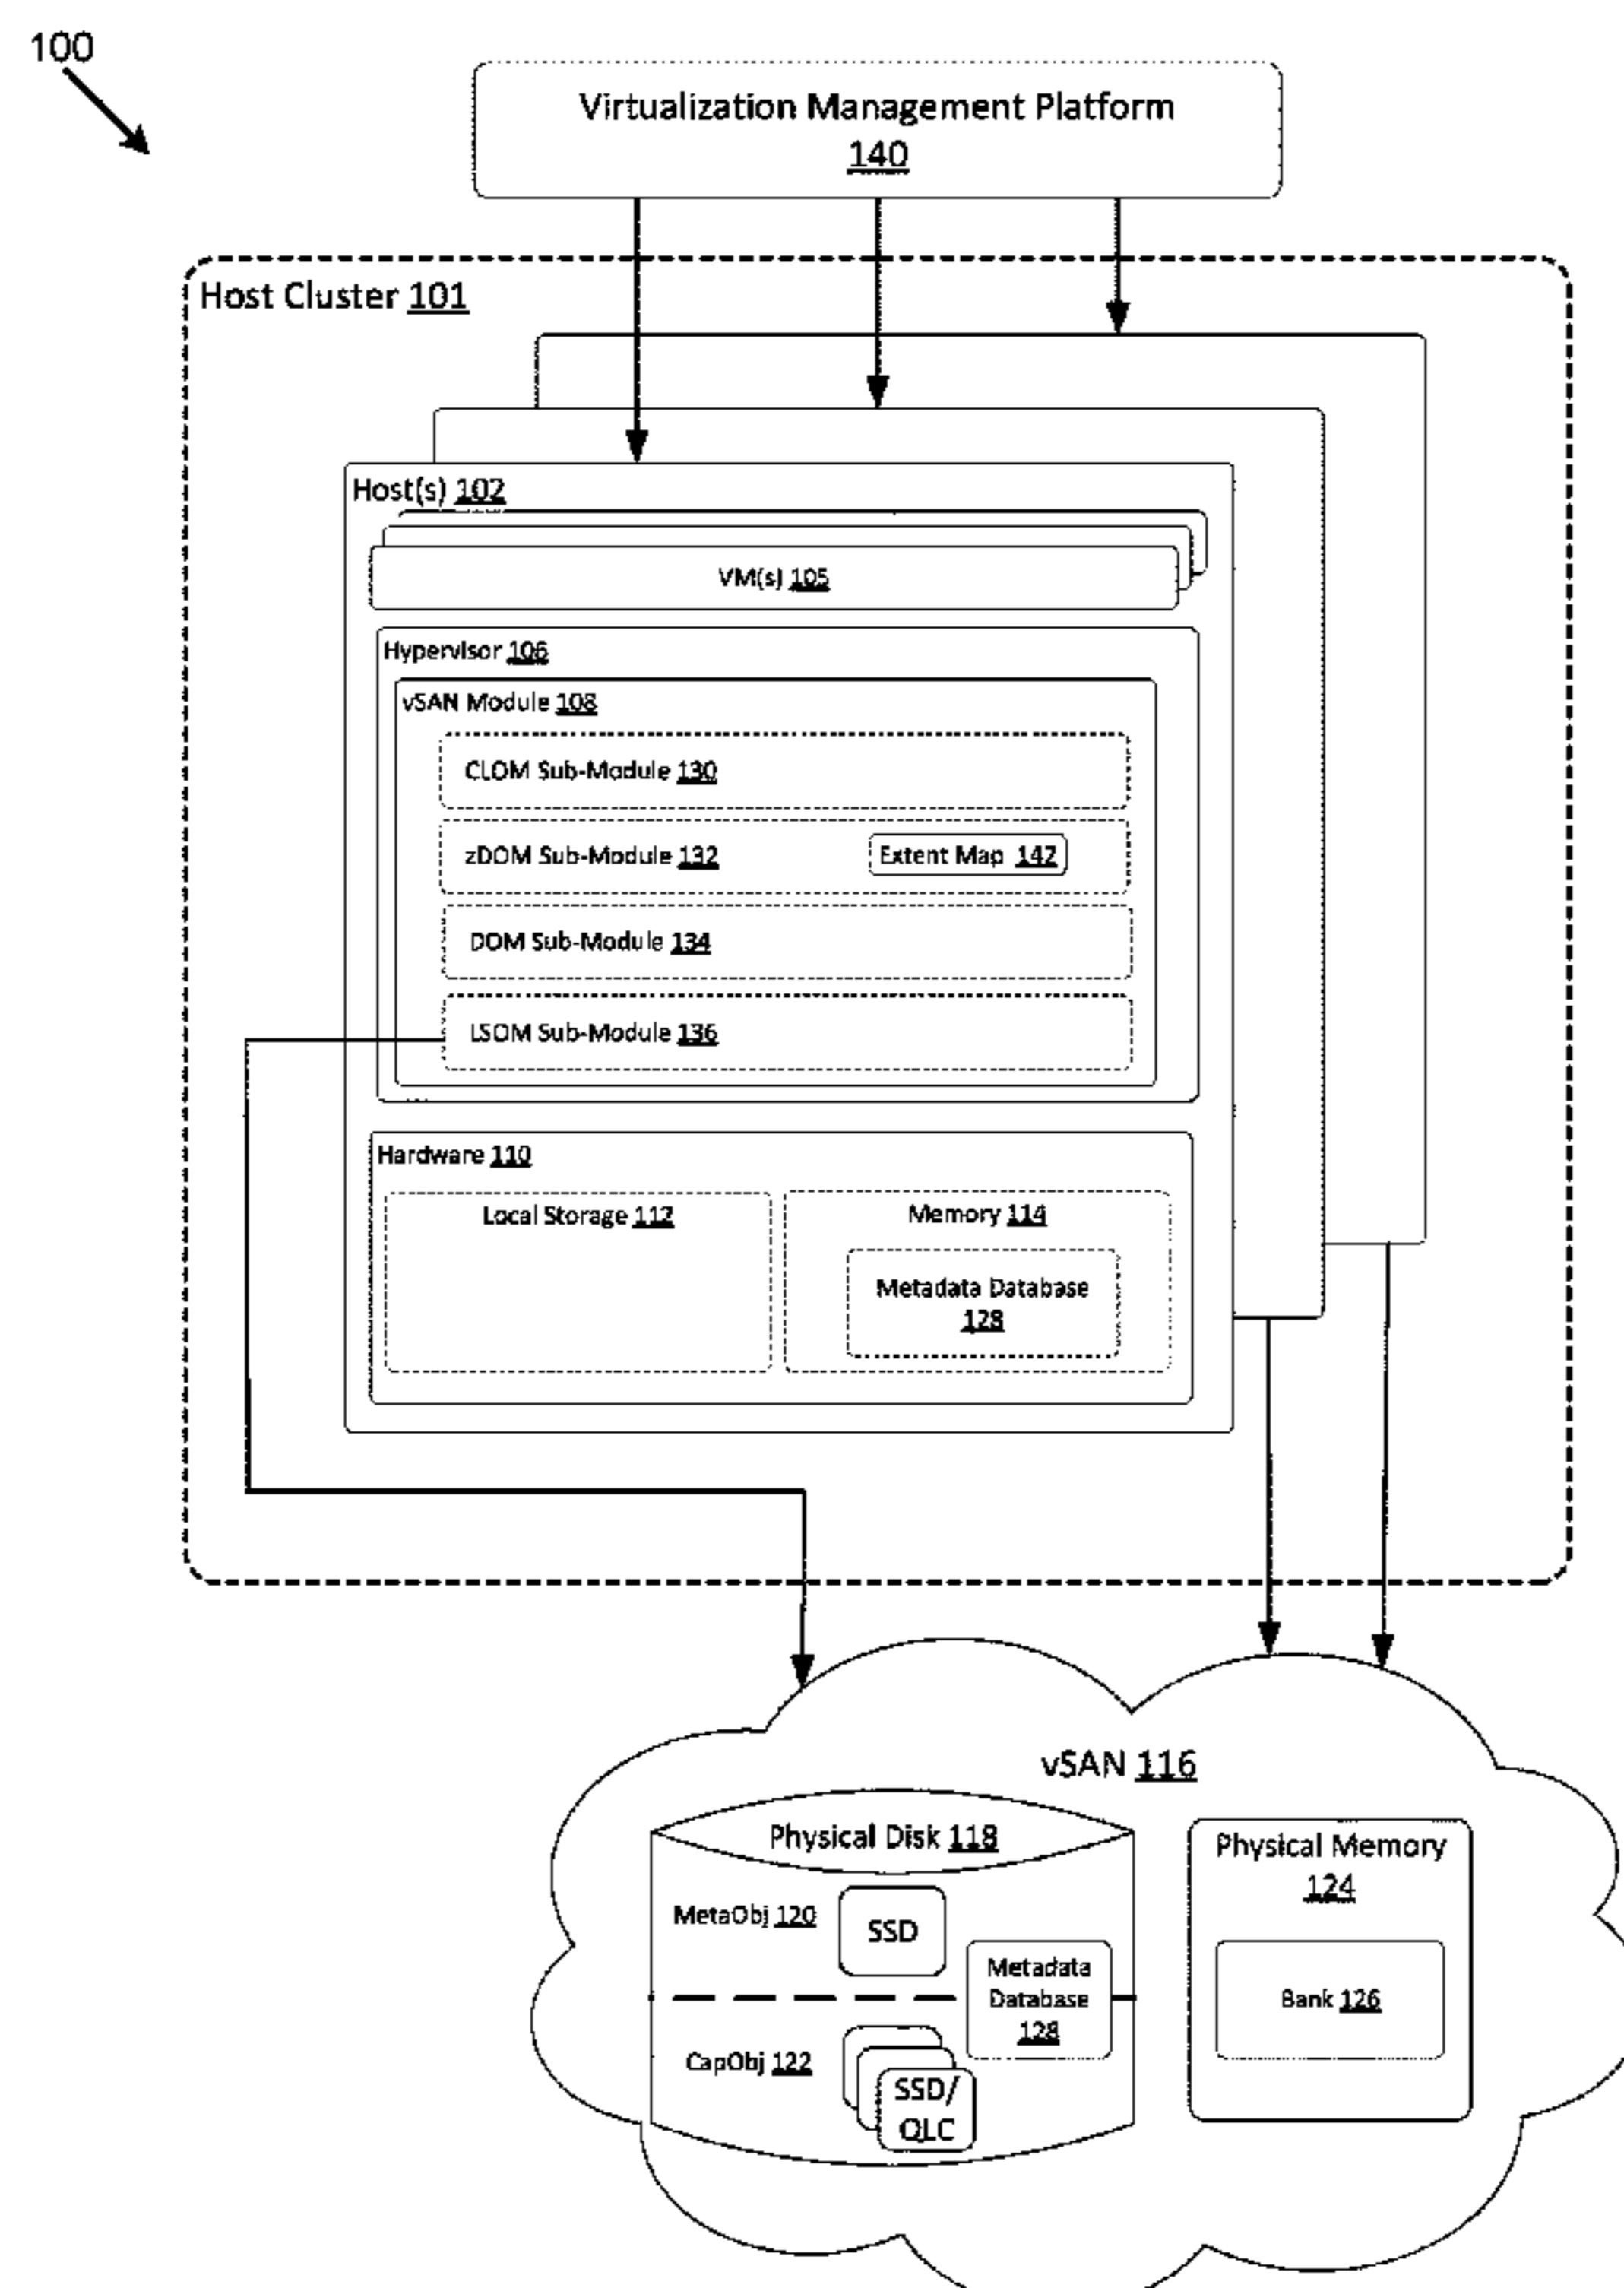 100
Virtualization Management Platform
140
Host Cluster 101
Host(s) 102
VM(s) 105
Hypervisor 106
vSAN Module 108
CLOM Sub-Module 130
zDOM Sub-Module 132
Extent Map 142
DOM Sub-Module 134
LSOM Sub-Module 136
Hardware 110
Local Storage 112
Memory 114
Metadata Database
128
vSAN 116
Physical Disk 118
Physical Memory
124
MetaObj 120
SSD
Metadata
Database
128
Bank 126
CapObj 122
SSD/
QLC